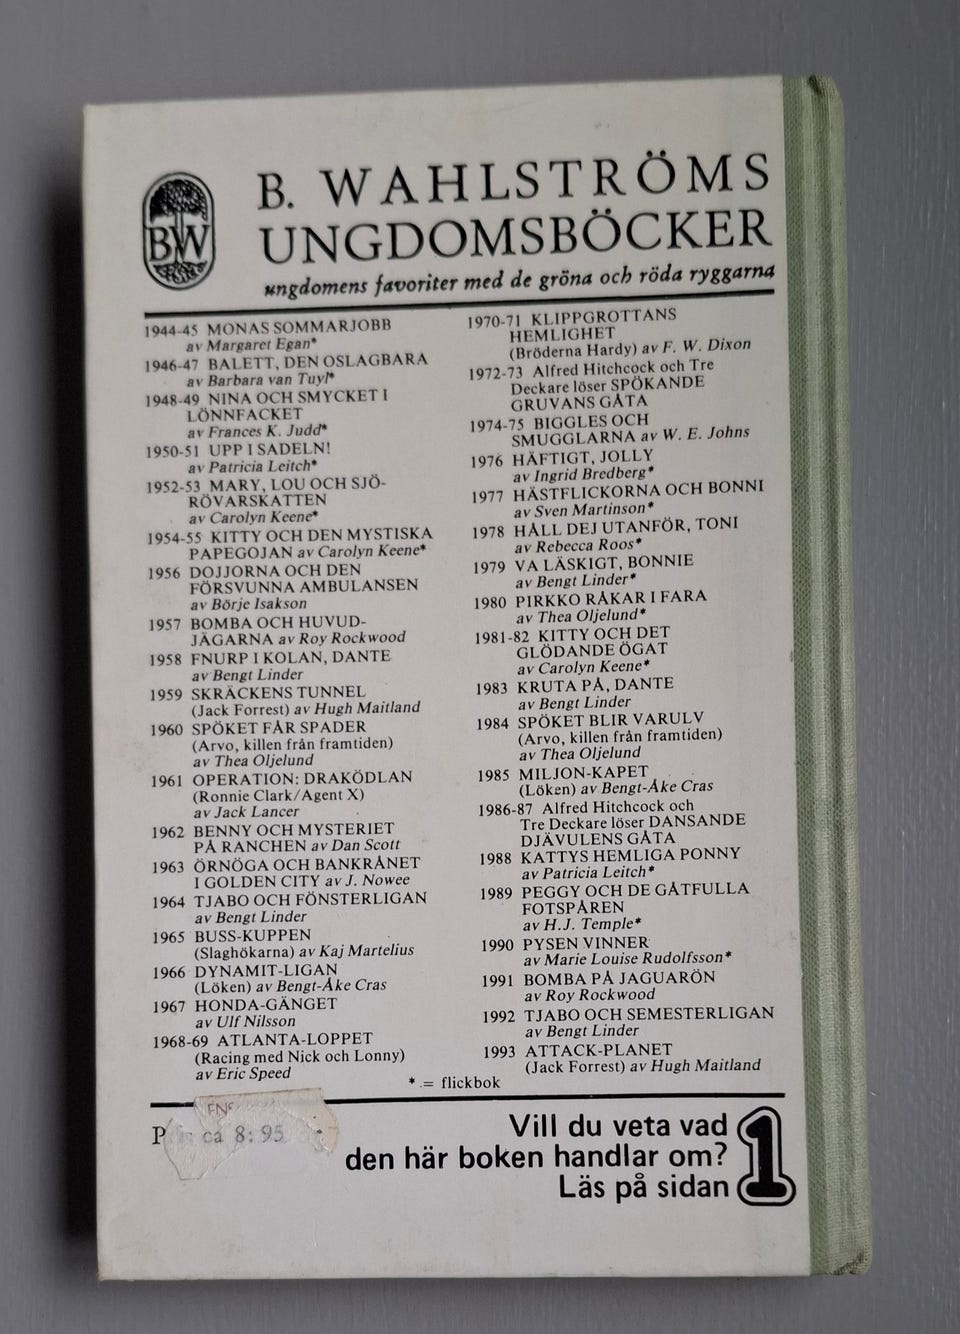 BW
B. WAHLSTRÖMS
UNGDOMSBÖCKER
ungdomens favoriter med de gröna och röda ryggarna
1944-45 MONAS SOMMARJOBB
av Margaret Egan*
1946-47 BALETT, DEN OSLAGBARA
av Barbara van Tuyl*
1948-49 NINA OCH SMYCKET I
LÖNNFACKET
av Frances K. Judd*
1950-51 UPP I SADELN!
av Patricia Leitch*
1952-53 MARY, LOU OCH SJÖ-
RÖVARSKATTEN
av Carolyn Keene*
1954-55 KITTY OCH DEN MYSTISKA
PAPEGOJAN av Carolyn Keene*
1956 DOJJORNA OCH DEN
FÖRSVUNNA AMBULANSEN
av Börje Isakson
1957 BOMBA OCH HUVUD-
JÄGARNA av Roy Rockwood
1958 FNURP I KOLAN, DANTE
av Bengt Linder
1959 SKRÄCKENS TUNNEL
(Jack Forrest) av Hugh Maitland
1960 SPÖKET FÅR SPADER
(Arvo, killen från framtiden)
av Thea Oljelund
1961 OPERATION: DRAKÖDLAN
(Ronnie Clark/Agent X)
av Jack Lancer
1962 BENNY OCH MYSTERIET
PÅ RANCHEN av Dan Scott
1963 ÖRNÖGA OCH BANKRÅNET
I GOLDEN CITY av J. Nowee
1964 TJABO OCH FÖNSTERLIGAN
av Bengt Linder
1965 BUSS-KUPPEN
(Slaghökarna) av Kaj Martelius
1966 DYNAMIT-LIGAN
(Löken) av Bengt-Åke Cras
1967 HONDA-GÄNGET
av Ulf Nilsson
1968-69 ATLANTA-LOPPET
(Racing med Nick och Lonny)
av Eric Speed
1970-71 KLIPPGROTTANS
HEMLIGHET
(Bröderna Hardy) av F. W. Dixon
1972-73 Alfred Hitchcock och Tre
Deckare löser SPÖKANDE
GRUVANS GÅTA
1974-75 BIGGLES OCH
SMUGGLARNA av W. E. Johns
1976 HÄFTIGT, JOLLY
av Ingrid Bredberg*
1977 HÄSTFLICKORNA OCH BONNI
av Sven Martinson*
1978 HÅLL DEJ UTANFÖR, TONI
av Rebecca Roos*
1979 VA LÄSKIGT, BONNIE
av Bengt Linder*
1980 PIRKKO RÅKAR I FARA
av Thea Oljelund*
1981-82 KITTY OCH DET
GLÖDANDE ÖGAT
av Carolyn Keene*
1983 KRUTA PÅ, DANTE
av Bengt Linder
1984 SPÖKET BLIR VARULV
(Arvo, killen från framtiden)
av Thea Oljelund
1985 MILJON-KAPET
(Löken) av Bengt-Åke Cras
1986-87 Alfred Hitchcock och
Tre Deckare löser DANSANDE
DJÄVULENS GÅTA
1988 KATTYS HEMLIGA PONNY
av Patricia Leitch*
1989 PEGGY OCH DE GÅTFULLA
FOTSPÅREN
av H.J. Temple*
1990 PYSEN VINNER
av Marie Louise Rudolfsson*
1991 BOMBA PÅ JAGUARÖN
av Roy Rockwood
1992 TJABO OCH SEMESTERLIGAN
av Bengt Linder
1993 ATTACK-PLANET
(Jack Forrest) av Hugh Maitland
* = flickbok
ca 8:95
Vill du veta vad
den här boken handlar om?
Läs på sidan 1